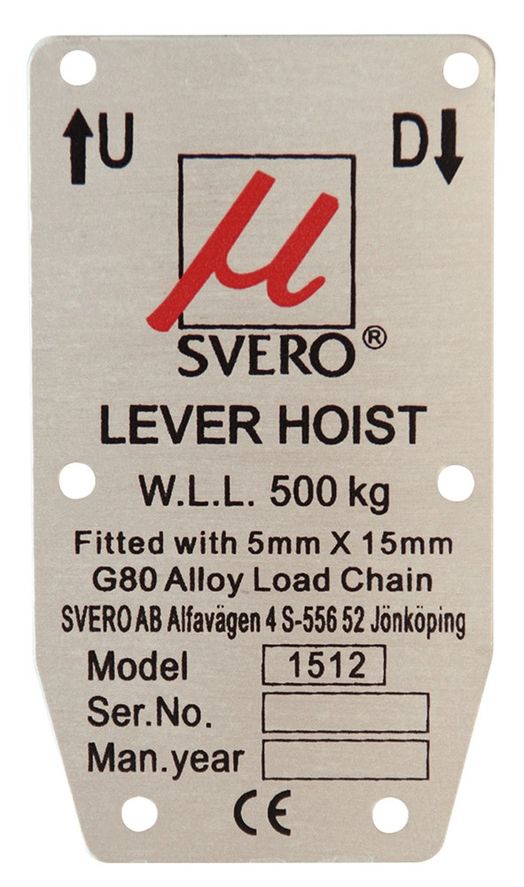 ↑U D↓
µ
SVERO®
LEVER HOIST
W.L.L. 500 kg
Fitted with 5mm X 15mm
G80 Alloy Load Chain
SVERO AB Alfavägen 4 S-556 52 Jönköping
Model 1512
Ser.No.
Man.year
CE